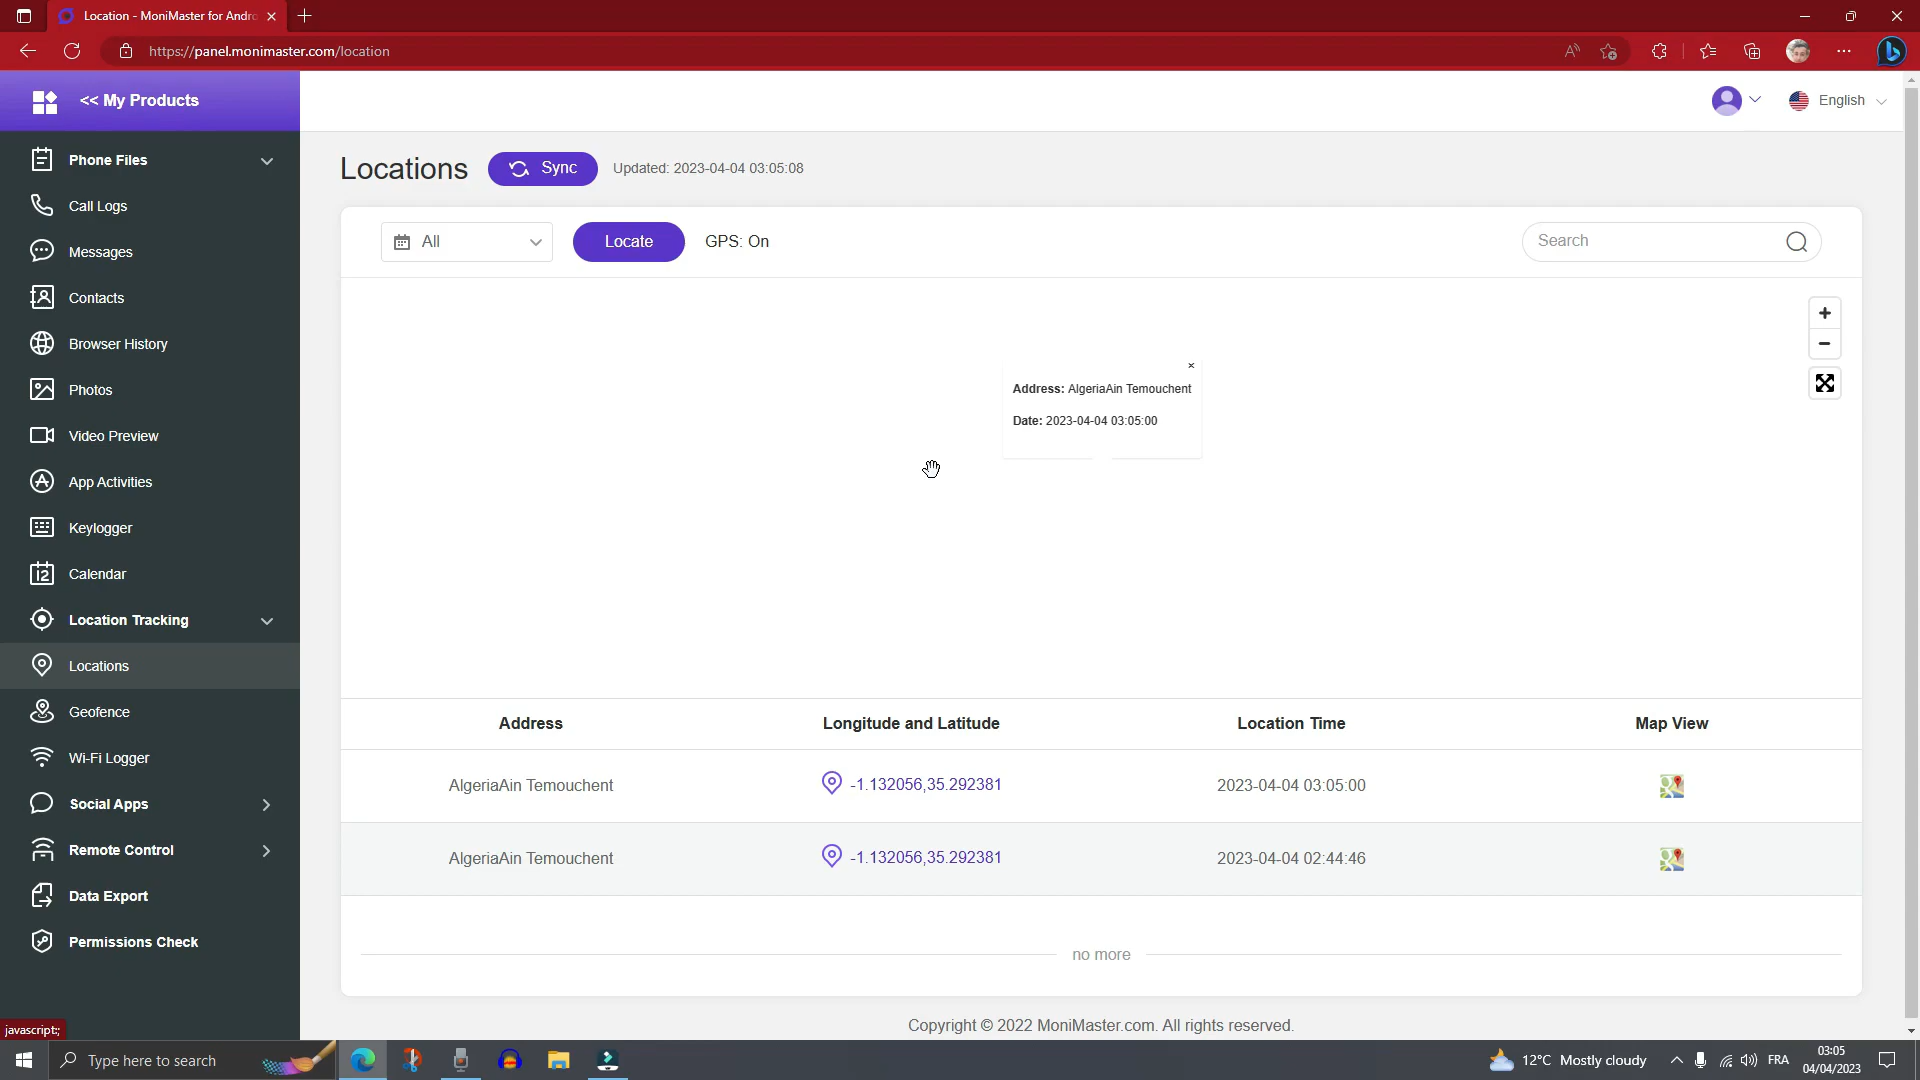 Location - MoniMaster for Andro
https://panel.monimaster.com/location
<< My Products
English
Phone Files
Call Logs
Messages
Contacts
Browser History
Photos
Video Preview
App Activities
Keylogger
Calendar
Location Tracking
Locations
Geofence
Wi-Fi Logger
Social Apps
Remote Control
Data Export
Permissions Check
Locations
Sync
Updated: 2023-04-04 03:05:08
All
Locate
GPS: On
Search
Address: AlgeriaAin Temouchent
Date: 2023-04-04 03:05:00
Address Longitude and Latitude Location Time Map View
AlgeriaAin Temouchent -1.132056,35.292381 2023-04-04 03:05:00
AlgeriaAin Temouchent -1.132056,35.292381 2023-04-04 02:44:46
no more
Copyright © 2022 MoniMaster.com. All rights reserved.
javascript:;
Type here to search
12°C Mostly cloudy
FRA
03:05
04/04/2023